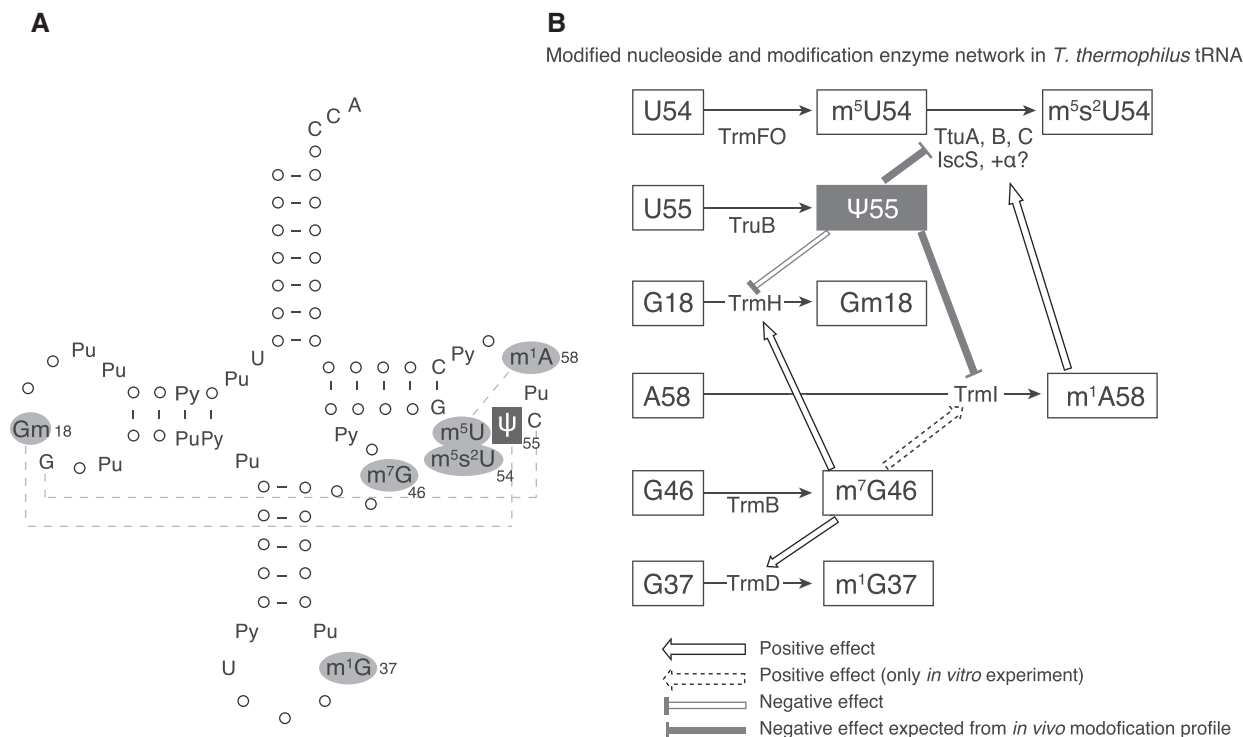 A
C C A
Pu
Pu
Py
Pu
U
Gm 18
G
Pu
PuPy
Pu
C
Py
m¹A 58
Pu
G
C
Py
m⁵U
Ψ 55
m⁵s²U 54
m⁷G 46
Py
Pu
U
m¹G 37
B
Modified nucleoside and modification enzyme network in T. thermophilus tRNA
U54
TrmFO
m⁵U54
m⁵s²U54
TtuA, B, C
IscS, +α?
U55
TruB
Ψ55
G18
TrmH
Gm18
A58
TrmI
m¹A58
G46
TrmB
m⁷G46
G37
TrmD
m¹G37
Positive effect
Positive effect (only in vitro experiment)
Negative effect
Negative effect expected from in vivo modofication profile